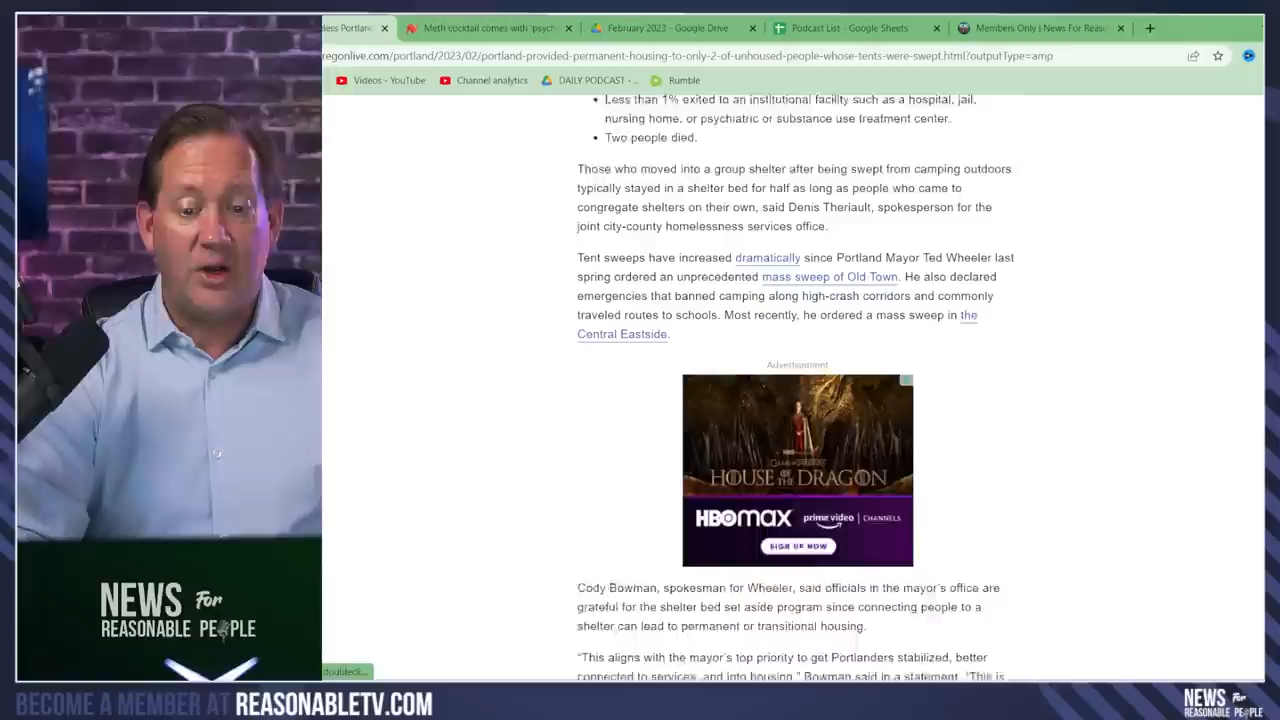 less Portlan
Meth cocktail comes with 'psych
February 2023 - Google Drive
Podcast List - Google Sheets
Members Only | News For Reaso
regonlive.com/portland/2023/02/portland-provided-permanent-housing-to-only-2-of-unhoused-people-whose-tents-were-swept.html?outputType=amp
Videos - YouTube
Channel analytics
DAILY PODCAST - ...
Rumble
• Less than 1% exited to an institutional facility such as a hospital, jail,
nursing home, or psychiatric or substance use treatment center.
• Two people died.
Those who moved into a group shelter after being swept from camping outdoors
typically stayed in a shelter bed for half as long as people who came to
congregate shelters on their own, said Denis Theriault, spokesperson for the
joint city-county homelessness services office.
Tent sweeps have increased dramatically since Portland Mayor Ted Wheeler last
spring ordered an unprecedented mass sweep of Old Town. He also declared
emergencies that banned camping along high-crash corridors and commonly
traveled routes to schools. Most recently, he ordered a mass sweep in the
Central Eastside.
Advertisement
GAME OF THRONES
HOUSE OF THE DRAGON
HBOMAX
prime video | CHANNELS
SIGN UP NOW
Cody Bowman, spokesman for Wheeler, said officials in the mayor's office are
grateful for the shelter bed set aside program since connecting people to a
shelter can lead to permanent or transitional housing.
"This aligns with the mayor's top priority to get Portlanders stabilized, better
connected to services, and into housing," Bowman said in a statement. "This is
NEWS For
REASONABLE PEOPLE
doublecli...
BECOME A MEMBER AT REASONABLETV.COM
NEWS For
REASONABLE PEOPLE